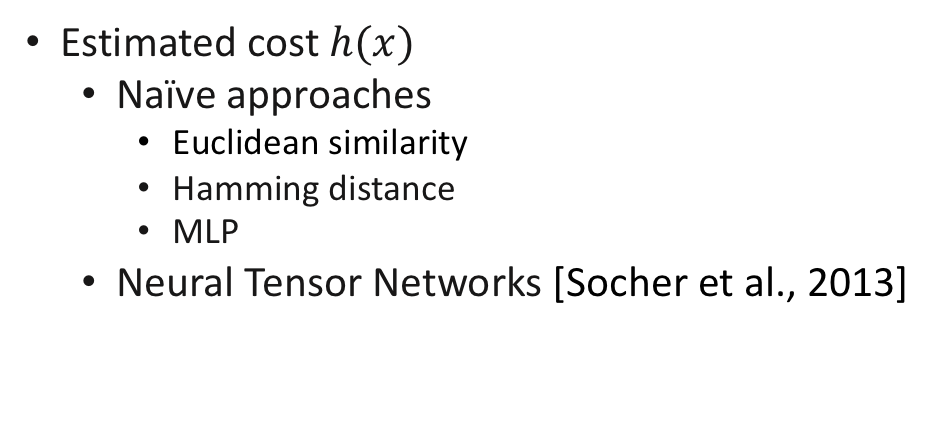 • Estimated cost h(x)
• Naïve approaches
• Euclidean similarity
• Hamming distance
• MLP
• Neural Tensor Networks [Socher et al., 2013]